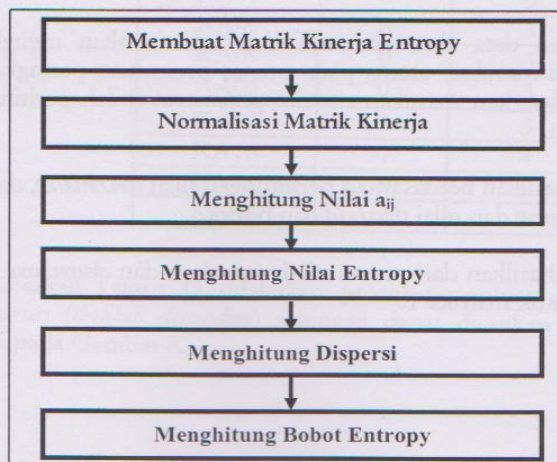 Membuat Matrik Kinerja Entropy
Normalisasi Matrik Kinerja
Menghitung Nilai aij
Menghitung Nilai Entropy
Menghitung Dispersi
Menghitung Bobot Entropy